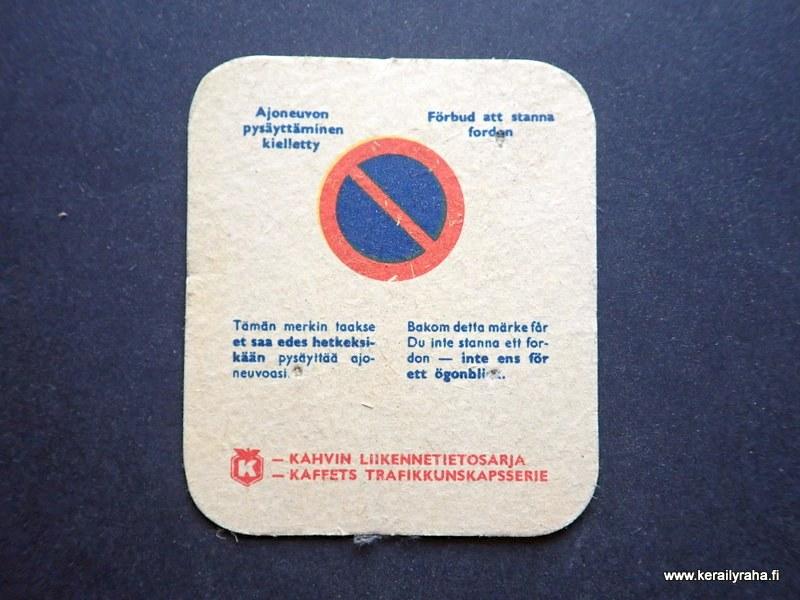 Ajoneuvon
pysäyttäminen
kielletty
Förbud att stanna
fordon
Tämän merkin taakse
et saa edes hetkeksi-
kään pysäyttää ajo-
neuvoasi.
Bakom detta märke får
Du inte stanna ett for-
don — inte ens för
ett ögonblick.
K
— KAHVIN LIIKENNETIETOSARJA
— KAFFETS TRAFIKKUNSKAPSSERIE
www.kerailyraha.fi